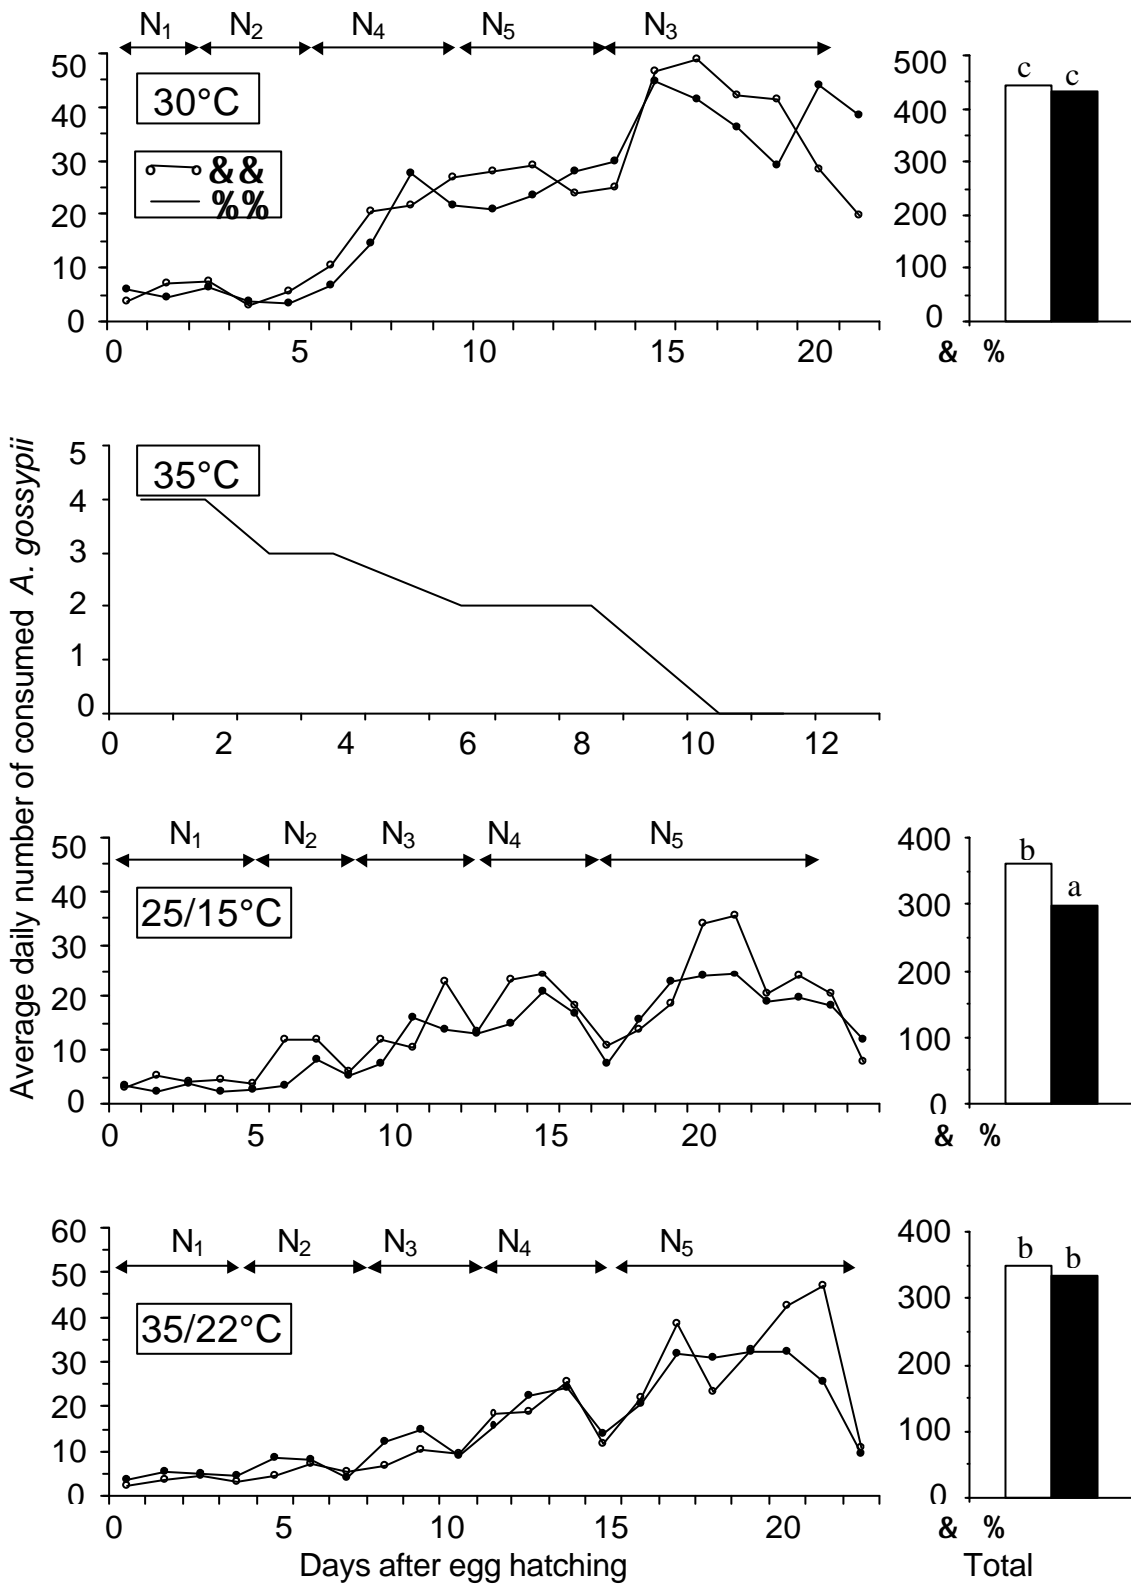 N₁ N₂ N₄ N₅ N₃
50 40 30 20 10 0
30°C
&&
%%
0 5 10 15 20
500 400 300 200 100 0
c c
& %
Average daily number of consumed A. gossypii
5 4 3 2 1 0
35°C
0 2 4 6 8 10 12
N₁ N₂ N₃ N₄ N₅
50 40 30 20 10 0
25/15°C
0 5 10 15 20
400 300 200 100 0
b a
& %
N₁ N₂ N₃ N₄ N₅
60 50 40 30 20 10 0
35/22°C
0 5 10 15 20
Days after egg hatching
400 300 200 100 0
b b
& %
Total